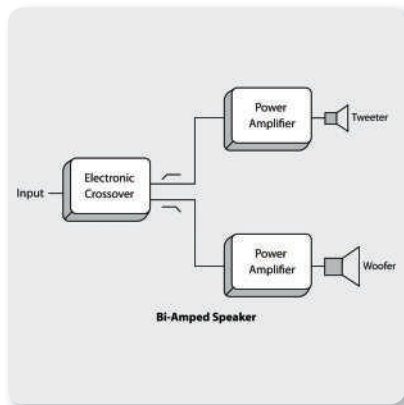 Power
Amplifier
Tweeter
Electronic
Crossover
Input
Power
Amplifier
Woofer
Bi-Amped Speaker